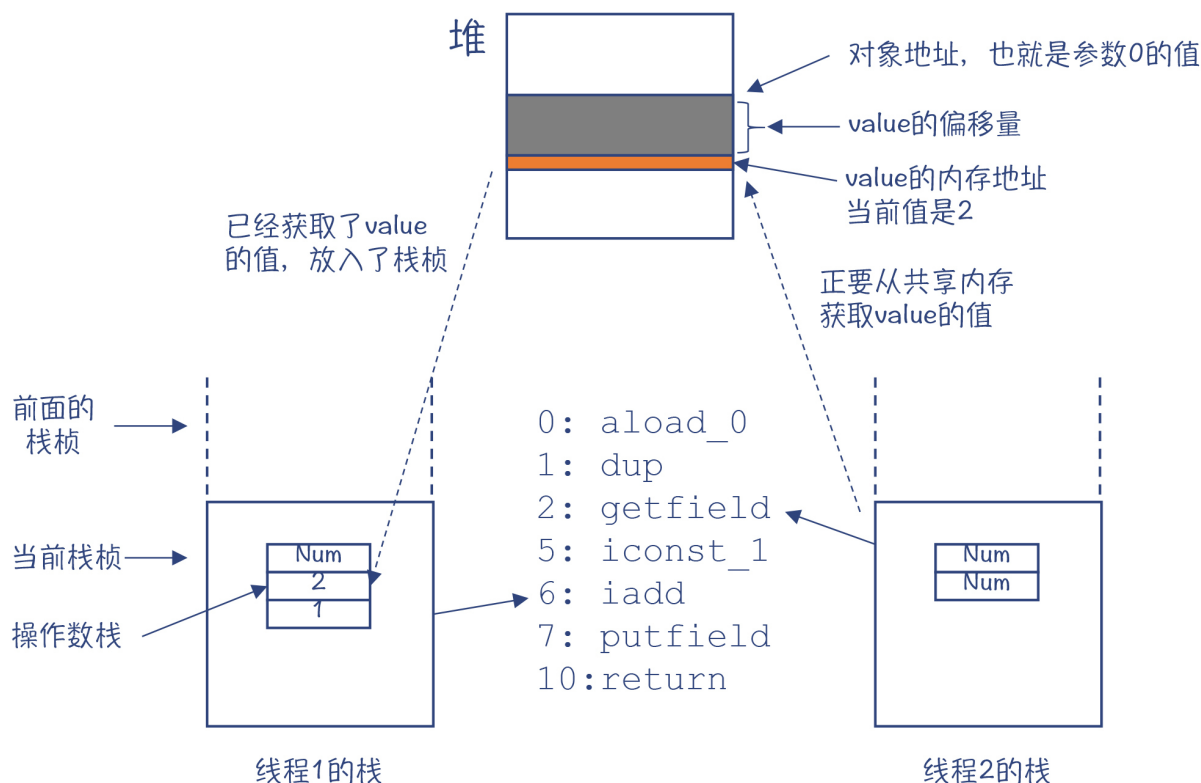 堆
对象地址，也就是参数0的值
value的偏移量
value的内存地址
当前值是2
已经获取了value
的值，放入了栈桢
正要从共享内存
获取value的值
前面的
栈桢
当前栈桢
操作数栈
Num
2
1
0: aload_0
1: dup
2: getfield
5: iconst_1
6: iadd
7: putfield
10:return
Num
Num
线程1的栈
线程2的栈